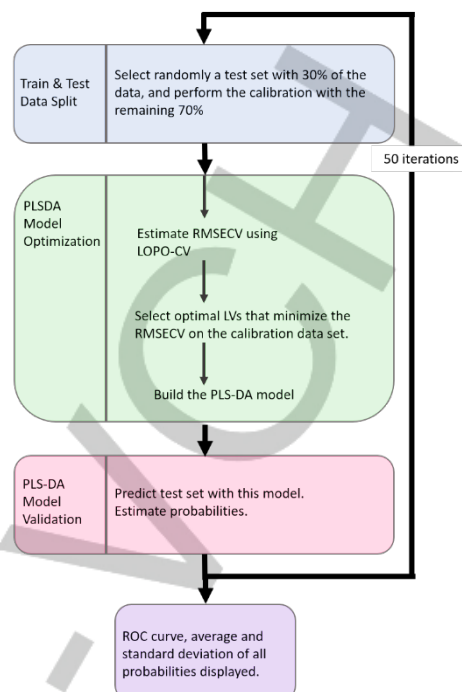 Train & Test
Data Split
Select randomly a test set with 30% of the
data, and perform the calibration with the
remaining 70%
50 iterations
PLSDA
Model
Optimization
Estimate RMSECV using
LOPO-CV
Select optimal LVs that minimize the
RMSECV on the calibration data set.
Build the PLS-DA model
PLS-DA
Model
Validation
Predict test set with this model.
Estimate probabilities.
ROC curve, average and
standard deviation of all
probabilities displayed.